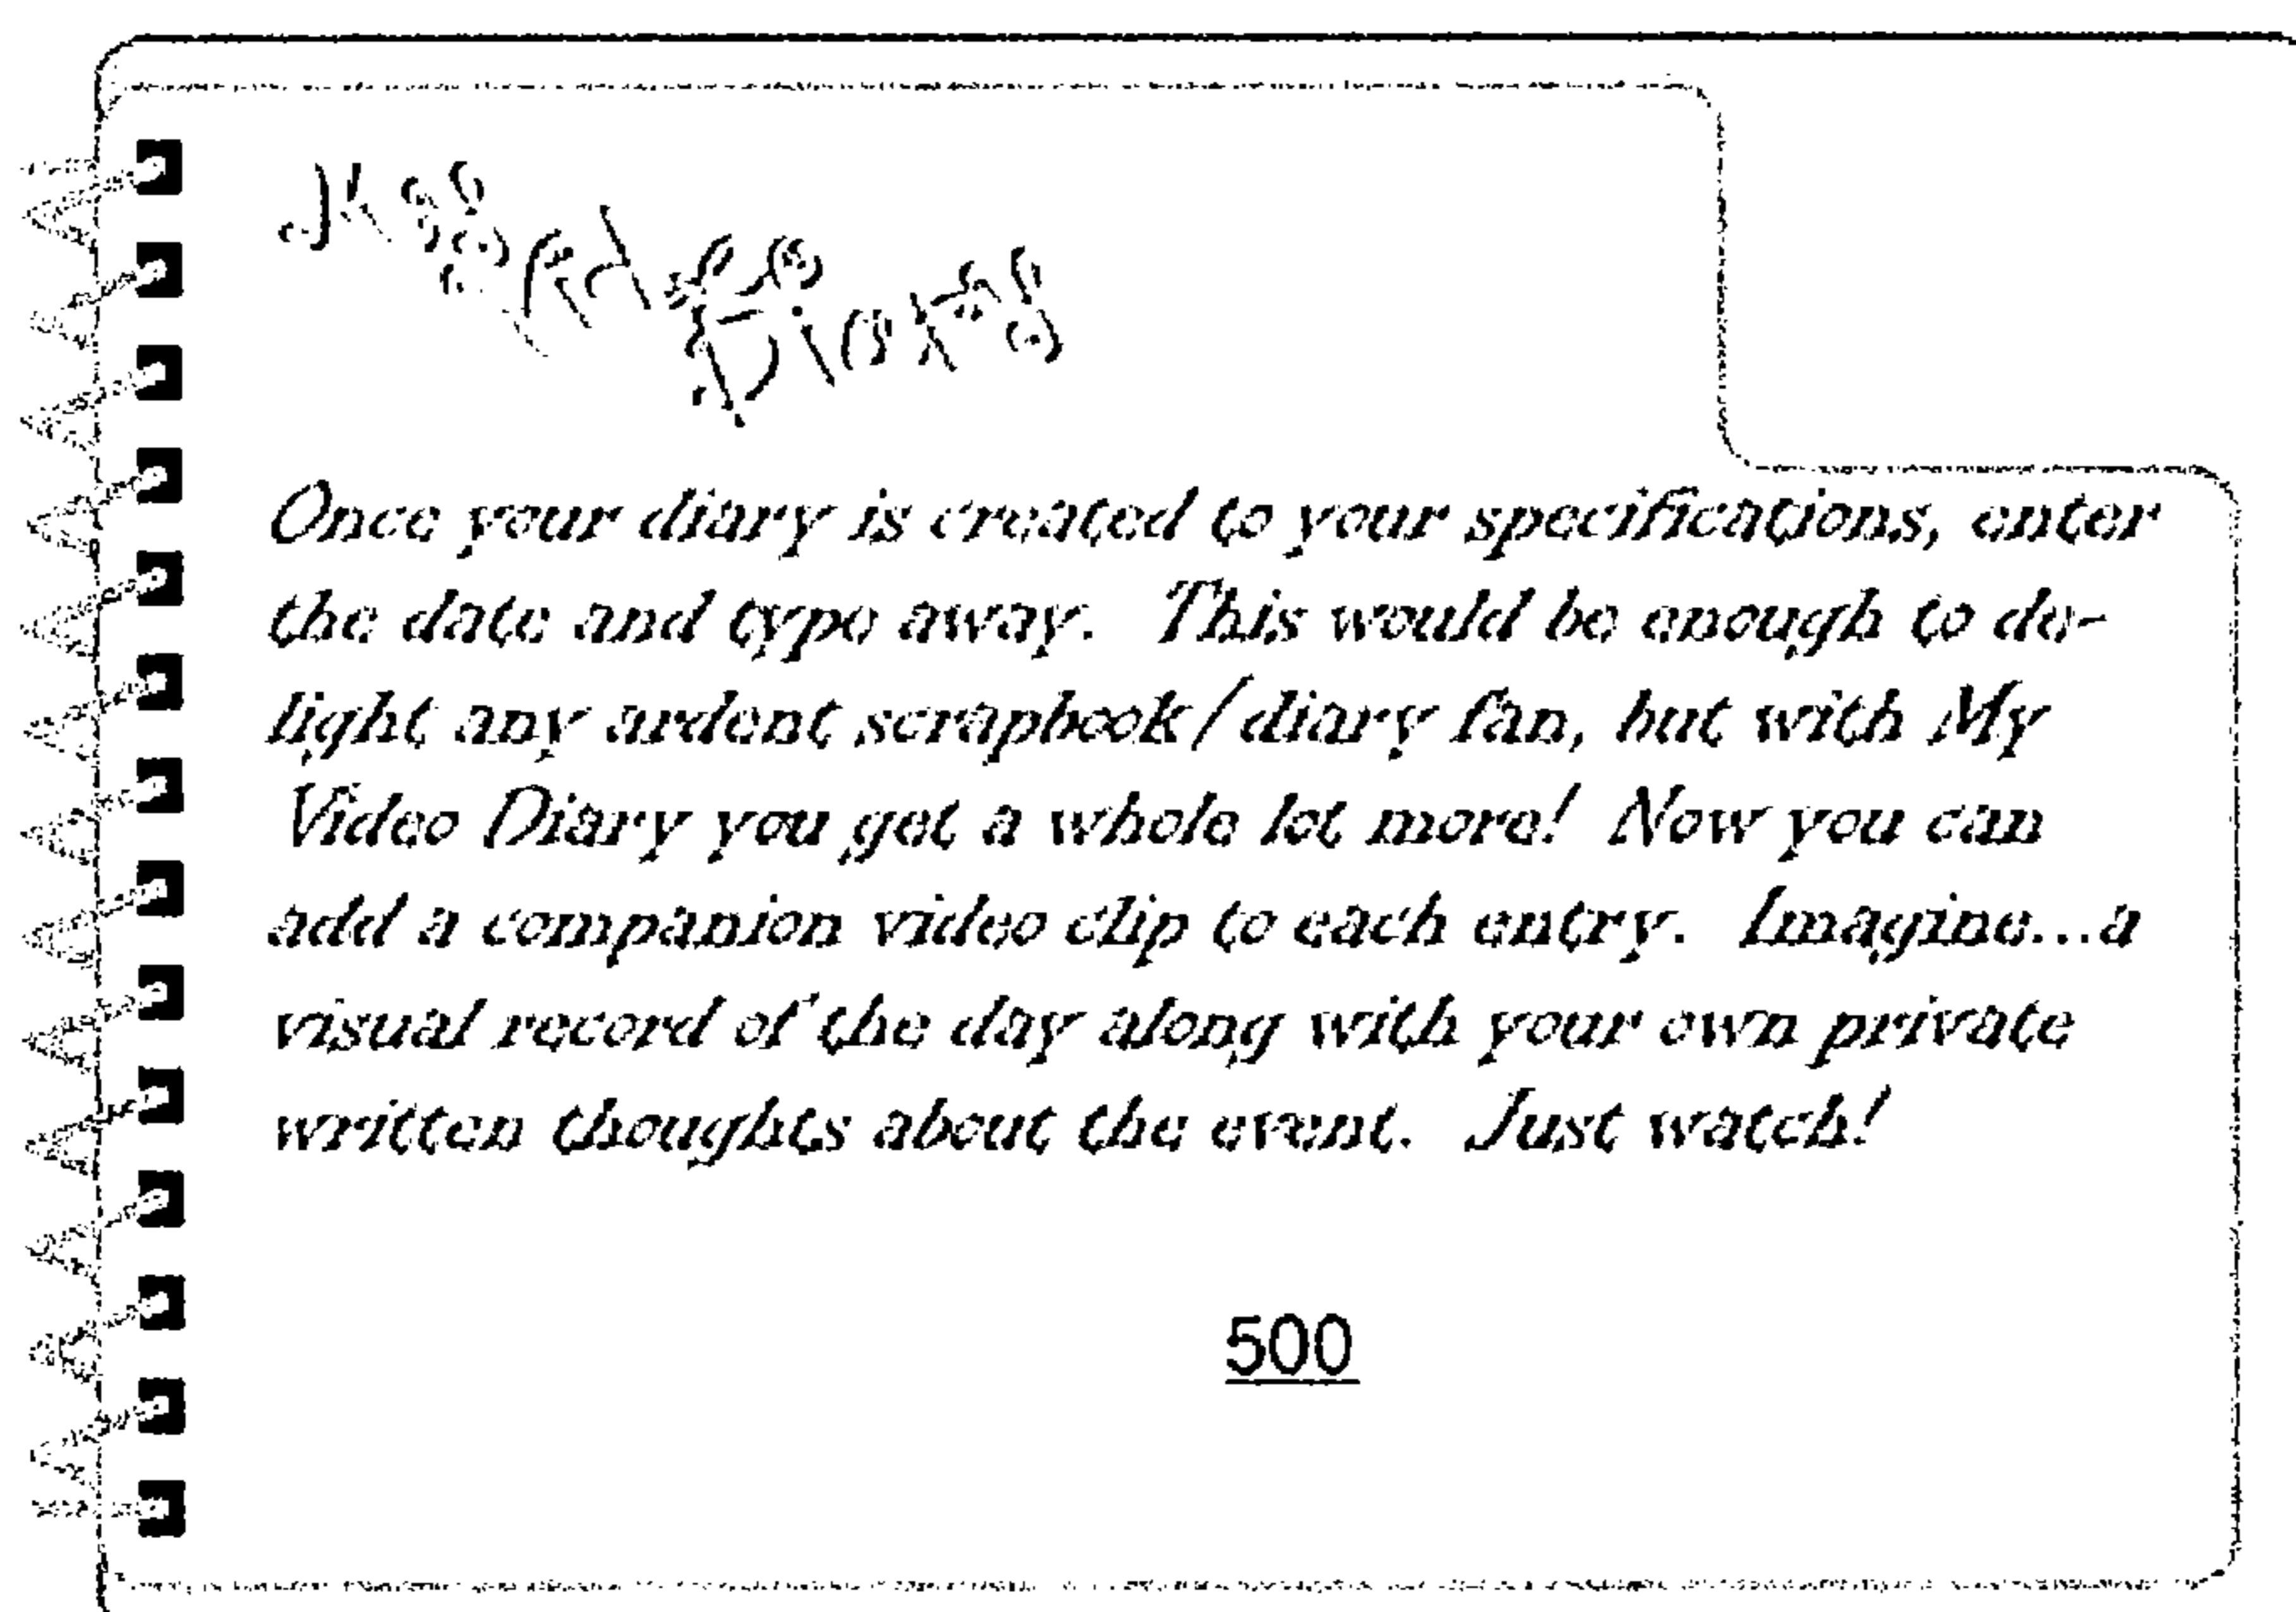 My Video Diary
Once your diary is created to your specifications, enter
the date and type away. This would be enough to de-
light any ardent scrapbook/diary fan, but with My
Video Diary you get a whole lot more! Now you can
add a companion video clip to each entry. Imagine...a
visual record of the day along with your own private
written thoughts about the event. Just watch!
500